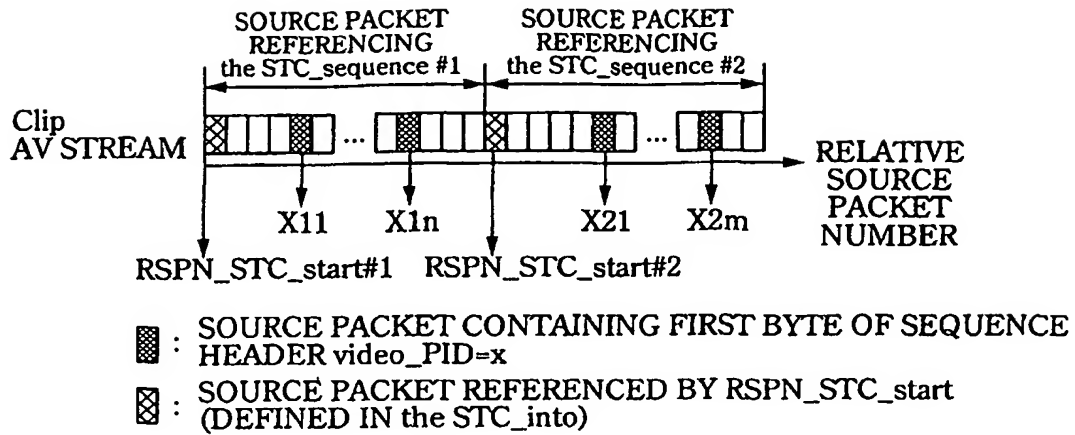 SOURCE PACKET
REFERENCING
the STC_sequence #1
SOURCE PACKET
REFERENCING
the STC_sequence #2
Clip
AV STREAM
...
...
RELATIVE
SOURCE
PACKET
NUMBER
X11
X1n
X21
X2m
RSPN_STC_start#1
RSPN_STC_start#2
: SOURCE PACKET CONTAINING FIRST BYTE OF SEQUENCE
HEADER video_PID=x
: SOURCE PACKET REFERENCED BY RSPN_STC_start
(DEFINED IN the STC_into)